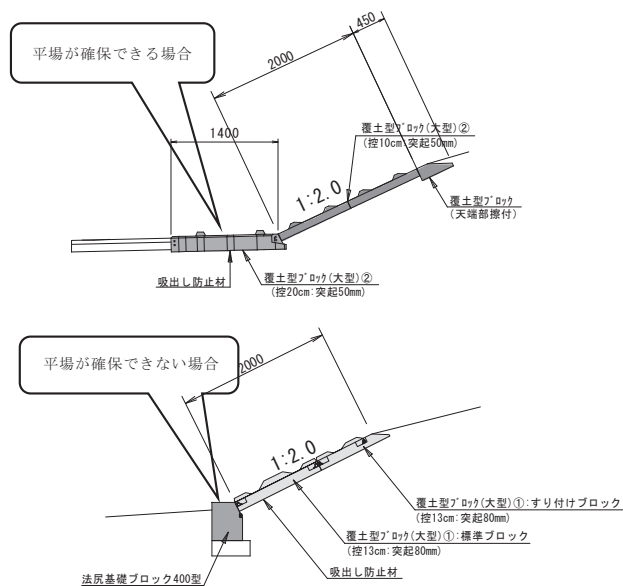 平場が確保できる場合
450
2000
1400
覆土型ﾌﾞﾛｯｸ(大型)②
(控10cm:突起50mm)
1:2.0
覆土型ﾌﾞﾛｯｸ
(天端部擦付)
吸出し防止材
覆土型ﾌﾞﾛｯｸ(大型)②
(控20cm:突起50mm)
平場が確保できない場合
2000
1:2.0
覆土型ﾌﾞﾛｯｸ(大型)①:すり付けブロック
(控13cm:突起80mm)
覆土型ﾌﾞﾛｯｸ(大型)①:標準ブロック
(控13cm:突起80mm)
吸出し防止材
法尻基礎ブロック400型